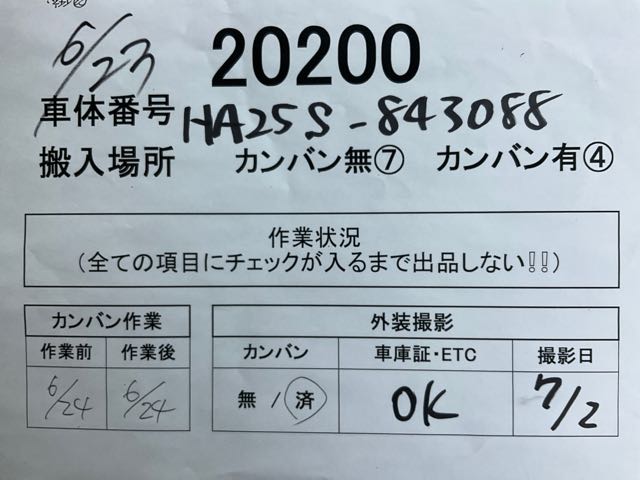 6/23
20200
車体番号 HA25S-843088
搬入場所 カンバン無⑦ カンバン有④
作業状況
(全ての項目にチェックが入るまで出品しない!!)
カンバン作業 外装撮影
作業前 作業後 カンバン 車庫証・ETC 撮影日
6/24 6/24 無 / 済 OK 7/2